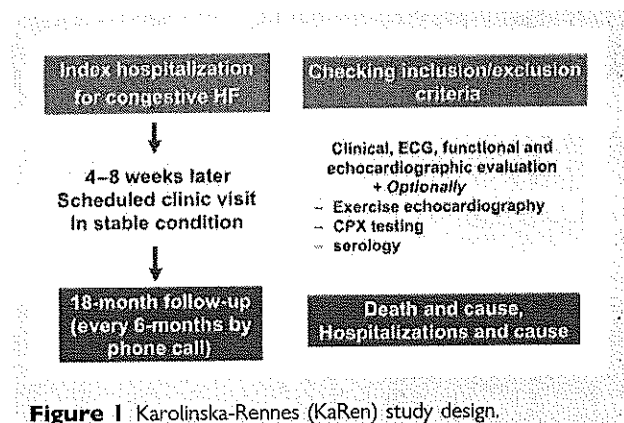 Index hospitalization
for congestive HF
Checking inclusion/exclusion
criteria
4–8 weeks later
Scheduled clinic visit
In stable condition
Clinical, ECG, functional and
echocardiographic evaluation
+ Optionally
– Exercise echocardiography
– CPX testing
– serology
18-month follow-up
(every 6-months by
phone call)
Death and cause,
Hospitalizations and cause
Figure 1 Karolinska-Rennes (KaRen) study design.